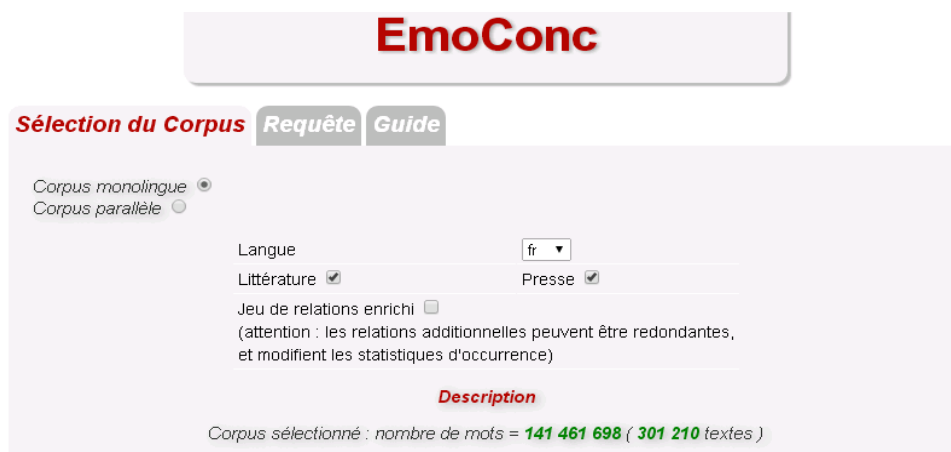 EmoConc
Sélection du Corpus Requête Guide
Corpus monolingue
Corpus parallèle
Langue fr
Littérature Presse
Jeu de relations enrichi
(attention : les relations additionnelles peuvent être redondantes,
et modifient les statistiques d'occurrence)
Description
Corpus sélectionné : nombre de mots = 141 461 698 ( 301 210 textes )